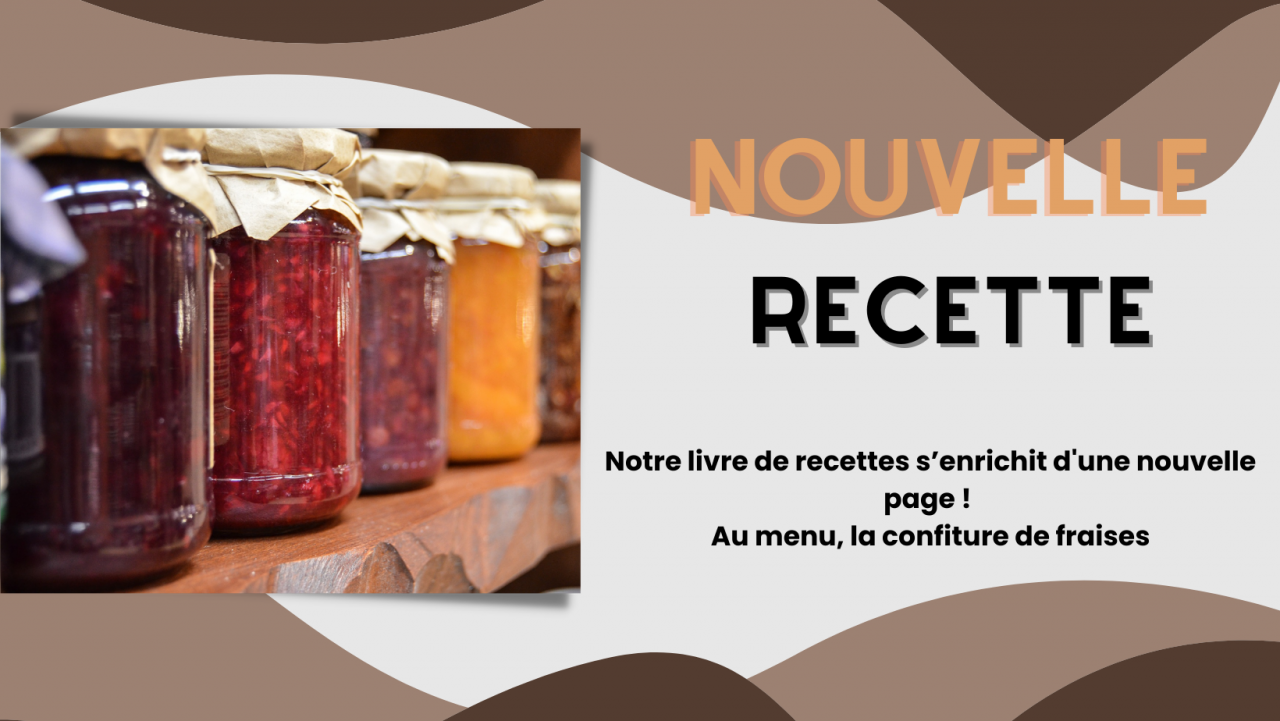 NOUVELLE
RECETTE
Notre livre de recettes s’enrichit d'une nouvelle
page !
Au menu, la confiture de fraises